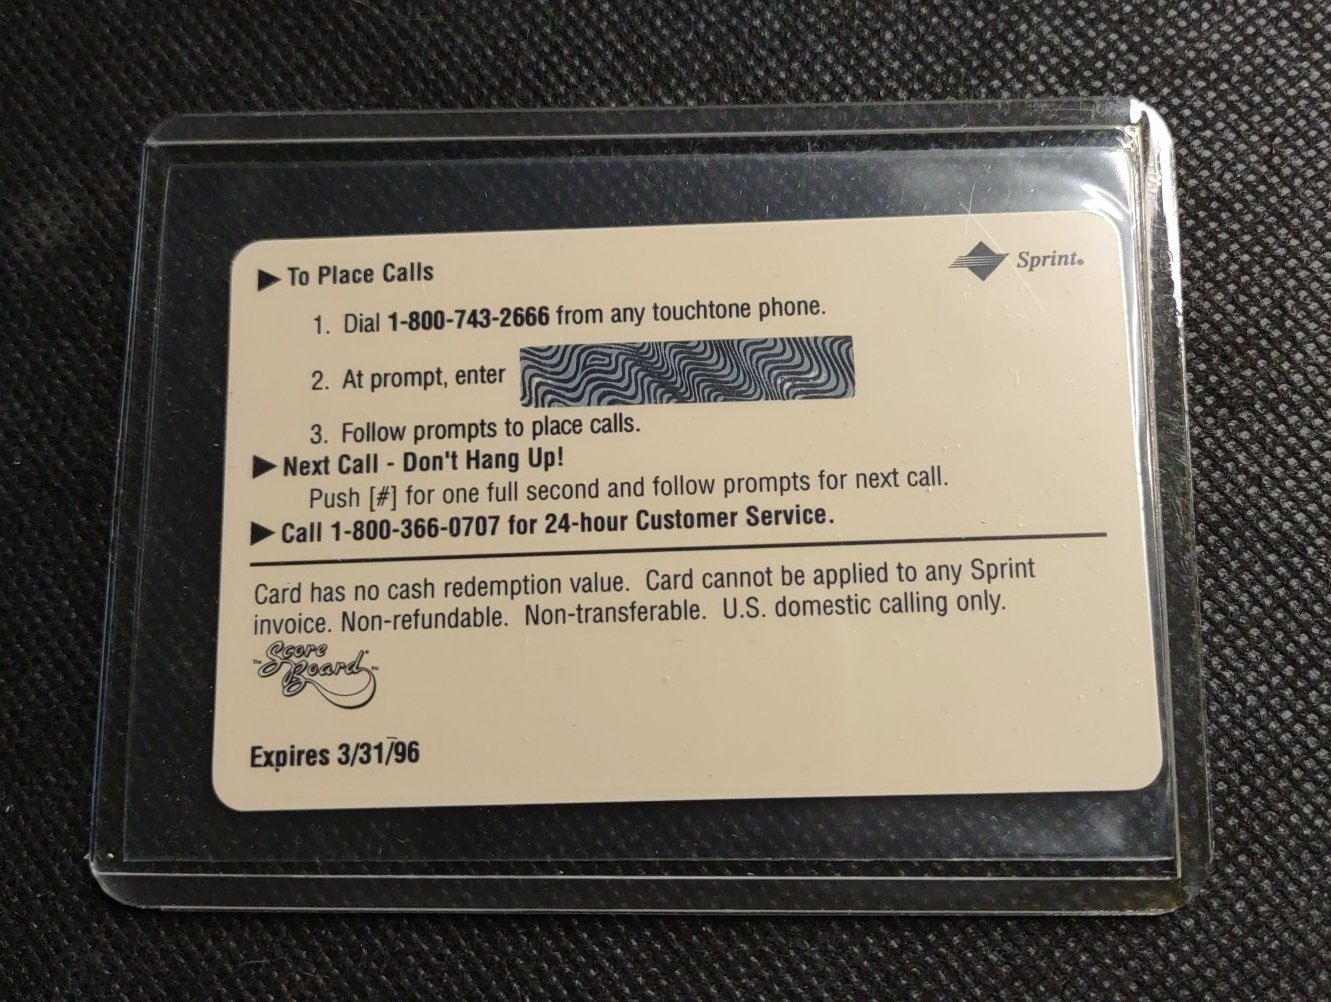 ▶ To Place Calls
Sprint®
1. Dial 1-800-743-2666 from any touchtone phone.
2. At prompt, enter
3. Follow prompts to place calls.
▶ Next Call - Don't Hang Up!
Push [#] for one full second and follow prompts for next call.
▶ Call 1-800-366-0707 for 24-hour Customer Service.
Card has no cash redemption value. Card cannot be applied to any Sprint
invoice. Non-refundable. Non-transferable. U.S. domestic calling only.
The Score
Board® Inc
Expires 3/31/96